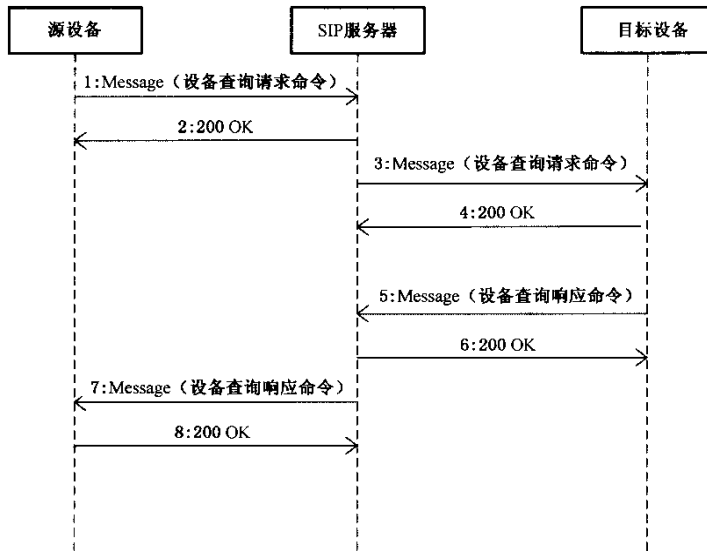 源设备
SIP服务器
目标设备
1:Message（设备查询请求命令）
2:200 OK
3:Message（设备查询请求命令）
4:200 OK
5:Message（设备查询响应命令）
6:200 OK
7:Message（设备查询响应命令）
8:200 OK